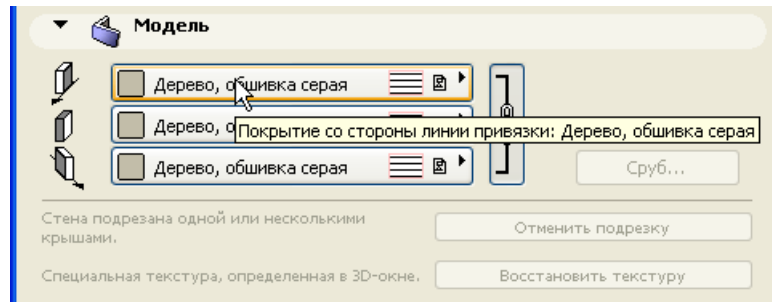 Модель
Дерево, обшивка серая
Дерево, о
Покрытие со стороны линии привязки: Дерево, обшивка серая
Дерево, обшивка серая
Сруб...
Стена подрезана одной или несколькими
крышами.
Отменить подрезку
Специальная текстура, определенная в 3D-окне.
Восстановить текстуру